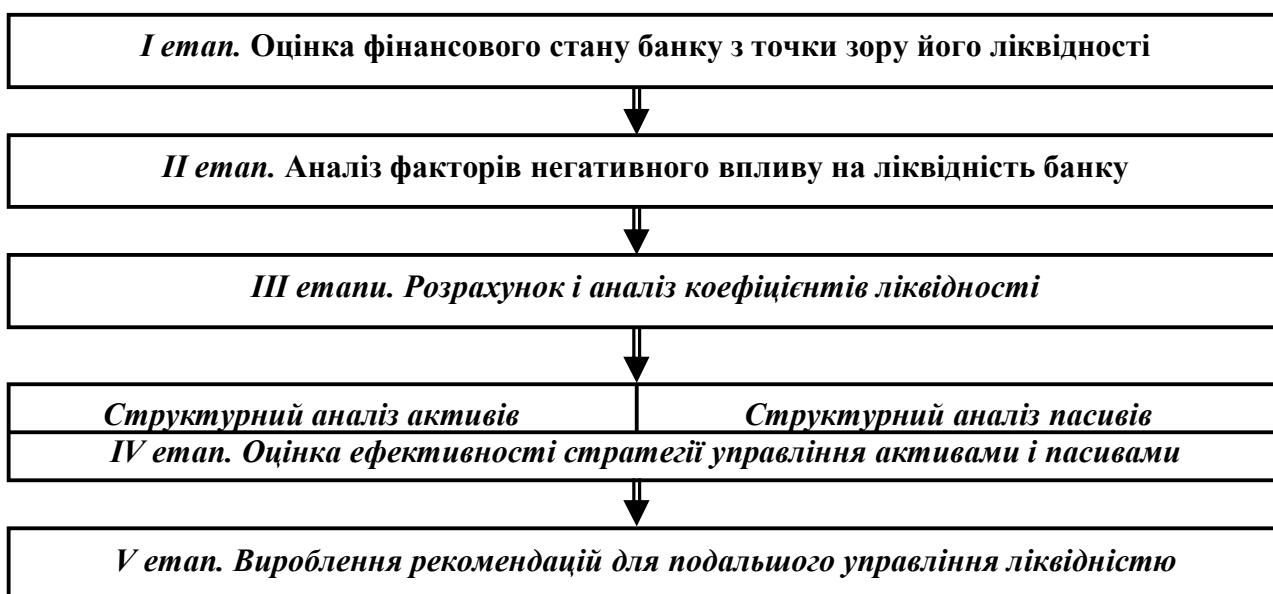 I етап. Оцінка фінансового стану банку з точки зору його ліквідності
II етап. Аналіз факторів негативного впливу на ліквідність банку
III етапи. Розрахунок і аналіз коефіцієнтів ліквідності
Структурний аналіз активів
Структурний аналіз пасивів
IV етап. Оцінка ефективності стратегії управління активами і пасивами
V етап. Вироблення рекомендацій для подальшого управління ліквідністю